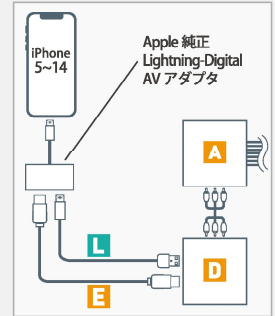 iPhone
5~14
Apple 純正
Lightning-Digital
AV アダプタ
A
L
D
E